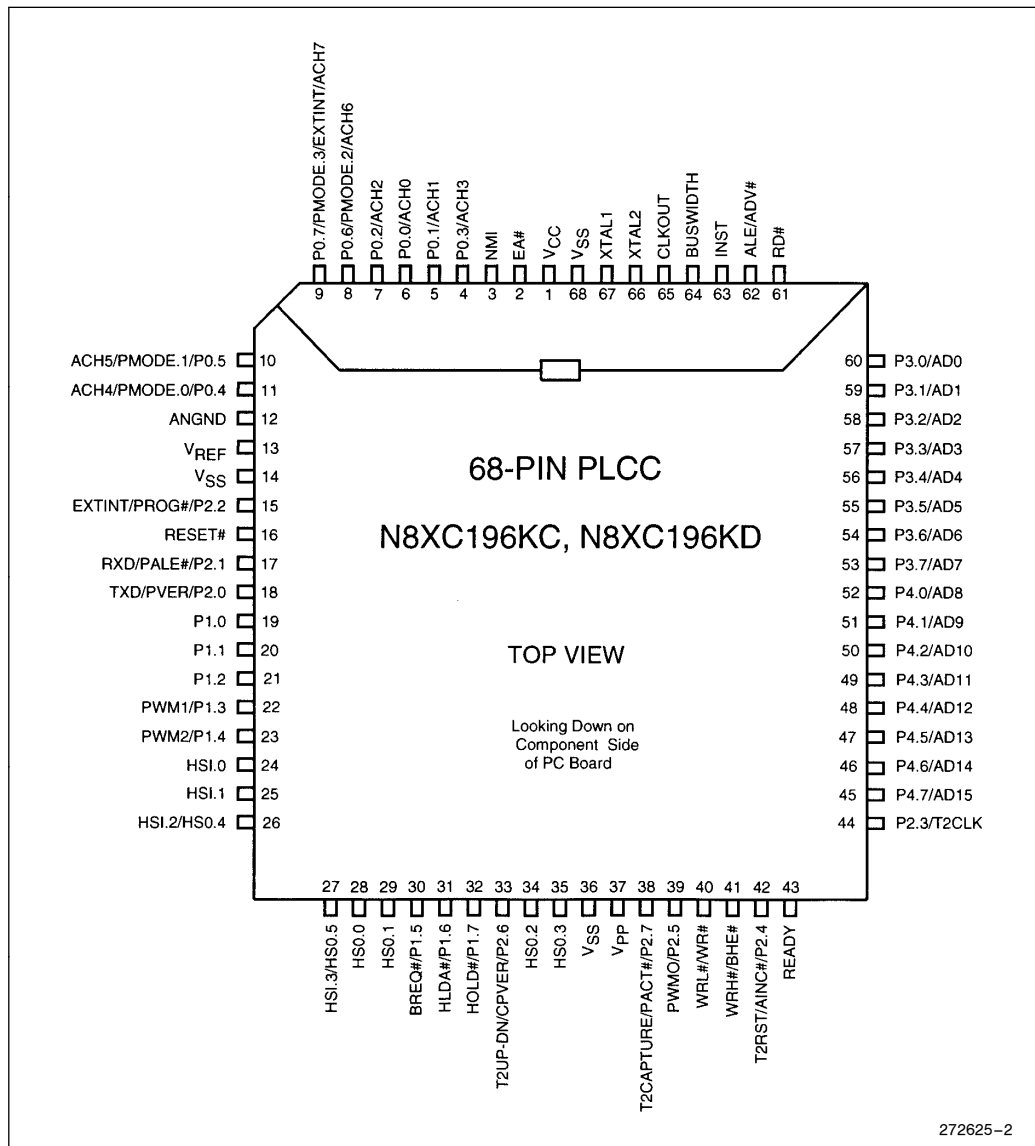 P0.7/PMODE.3/EXTINT/ACH7
P0.6/PMODE.2/ACH6
P0.2/ACH2
P0.0/ACH0
P0.1/ACH1
P0.3/ACH3
NMI
EA#
VCC
VSS
XTAL1
XTAL2
CLKOUT
BUSWIDTH
INST
ALE/ADV#
RD#
9 8 7 6 5 4 3 2 1 68 67 66 65 64 63 62 61
ACH5/PMODE.1/P0.5 10
ACH4/PMODE.0/P0.4 11
ANGND 12
VREF 13
VSS 14
EXTINT/PROG#/P2.2 15
RESET# 16
RXD/PALE#/P2.1 17
TXD/PVER/P2.0 18
P1.0 19
P1.1 20
P1.2 21
PWM1/P1.3 22
PWM2/P1.4 23
HSI.0 24
HSI.1 25
HSI.2/HS0.4 26
68-PIN PLCC
N8XC196KC, N8XC196KD
TOP VIEW
Looking Down on
Component Side
of PC Board
60 P3.0/AD0
59 P3.1/AD1
58 P3.2/AD2
57 P3.3/AD3
56 P3.4/AD4
55 P3.5/AD5
54 P3.6/AD6
53 P3.7/AD7
52 P4.0/AD8
51 P4.1/AD9
50 P4.2/AD10
49 P4.3/AD11
48 P4.4/AD12
47 P4.5/AD13
46 P4.6/AD14
45 P4.7/AD15
44 P2.3/T2CLK
27 28 29 30 31 32 33 34 35 36 37 38 39 40 41 42 43
HSI.3/HS0.5
HS0.0
HS0.1
BREQ#/P1.5
HLDA#/P1.6
HOLD#/P1.7
T2UP-DN/CPVER/P2.6
HS0.2
HS0.3
VSS
VPP
T2CAPTURE/PACT#/P2.7
PWMO/P2.5
WRL#/WR#
WRH#/BHE#
T2RST/AINC#/P2.4
READY
272625-2